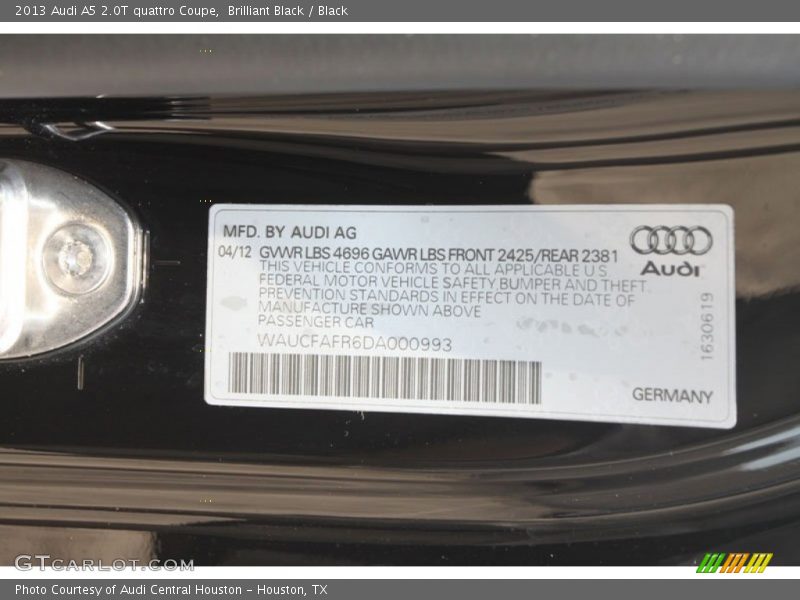 2013 Audi A5 2.0T quattro Coupe,  Brilliant Black / Black
MFD. BY AUDI AG
04/12 GVWR LBS 4696 GAWR LBS FRONT 2425/REAR 2381
THIS VEHICLE CONFORMS TO ALL APPLICABLE U.S.
FEDERAL MOTOR VEHICLE SAFETY,BUMPER AND THEFT
PREVENTION STANDARDS IN EFFECT ON THE DATE OF
MANUFACTURE SHOWN ABOVE
PASSENGER CAR
WAUCFAFR6DA000993
Audi
1630619
GERMANY
GTCARLOT.COM
Photo Courtesy of Audi Central Houston - Houston, TX